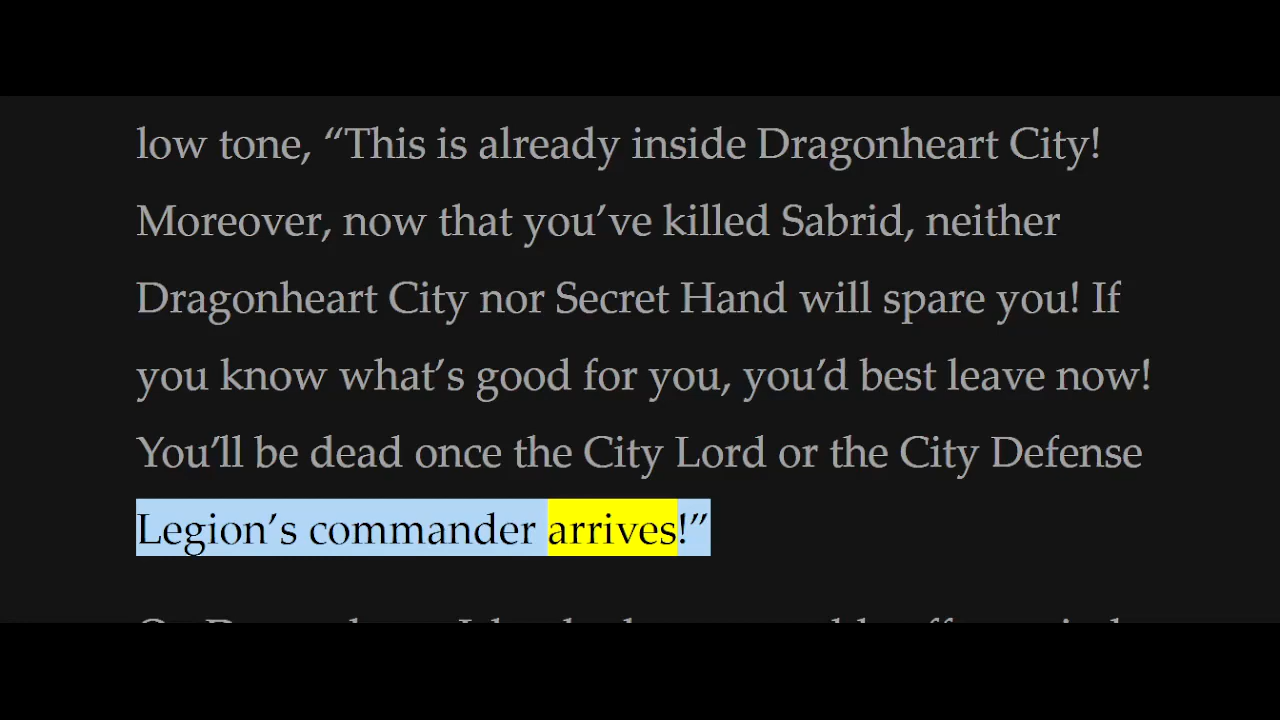 low tone, “This is already inside Dragonheart City!
Moreover, now that you’ve killed Sabrid, neither
Dragonheart City nor Secret Hand will spare you! If
you know what’s good for you, you’d best leave now!
You’ll be dead once the City Lord or the City Defense
Legion’s commander arrives!”